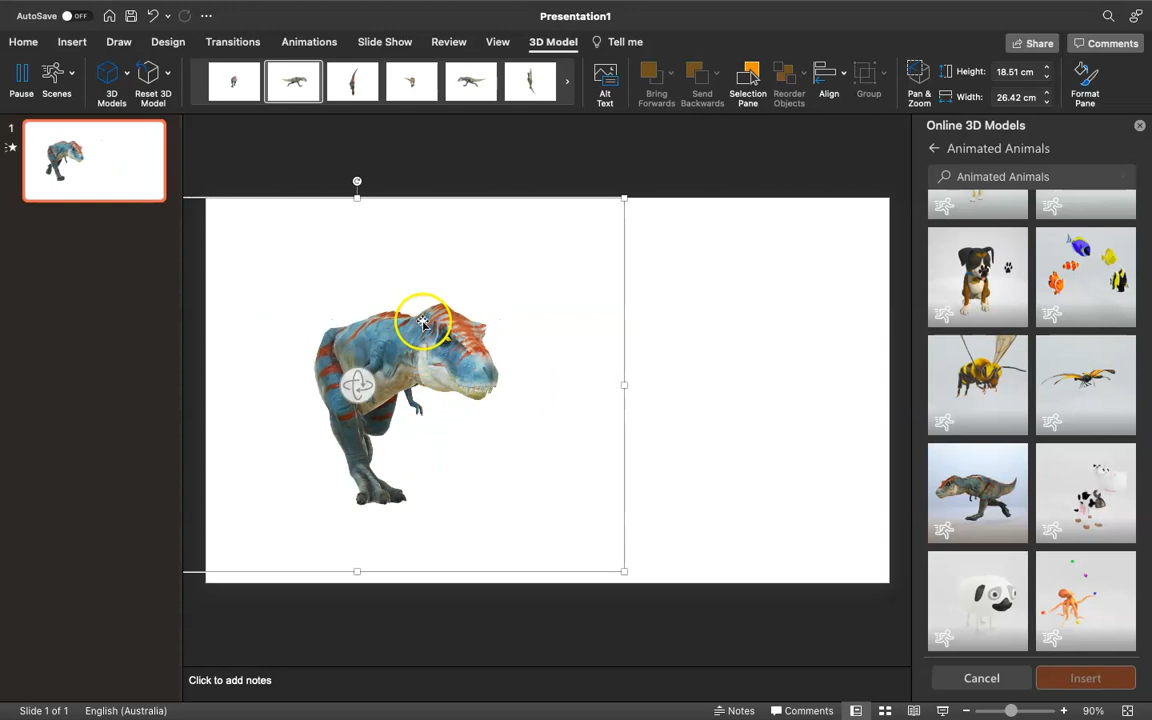 AutoSave OFF
Presentation1
Home Insert Draw Design Transitions Animations Slide Show Review View 3D Model Tell me
Share Comments
Pause Scenes 3D Models Reset 3D Model
Alt Text Bring Forwards Send Backwards Selection Pane Reorder Objects Align Group Pan & Zoom
Height: 18.51 cm
Width: 26.42 cm
Format Pane
1
Online 3D Models
Animated Animals
Animated Animals
Cancel Insert
Click to add notes
Slide 1 of 1 English (Australia) Notes Comments 90%